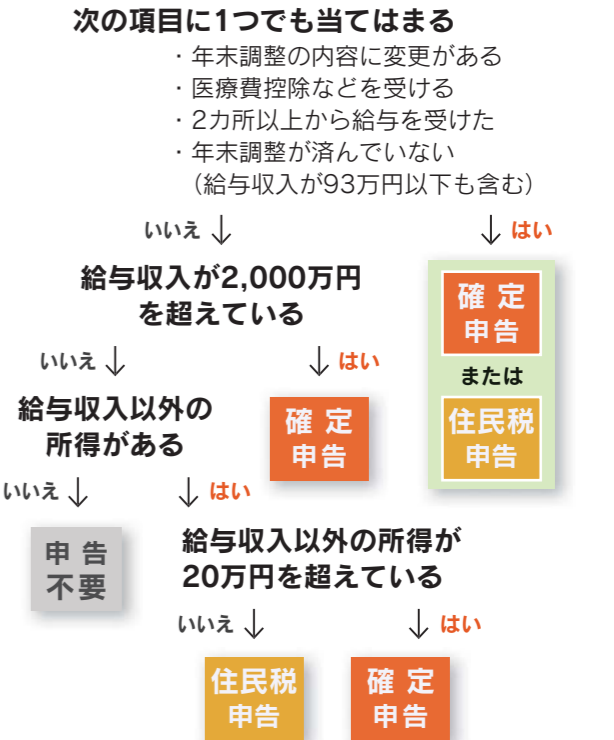 次の項目に1つでも当てはまる
・年末調整の内容に変更がある
・医療費控除などを受ける
・2カ所以上から給与を受けた
・年末調整が済んでいない
（給与収入が93万円以下も含む）
いいえ
はい
給与収入が2,000万円
を超えている
確定
申告
または
住民税
申告
いいえ
はい
給与収入以外の
所得がある
確定
申告
いいえ
はい
申告
不要
給与収入以外の所得が
20万円を超えている
いいえ
はい
住民税
申告
確定
申告